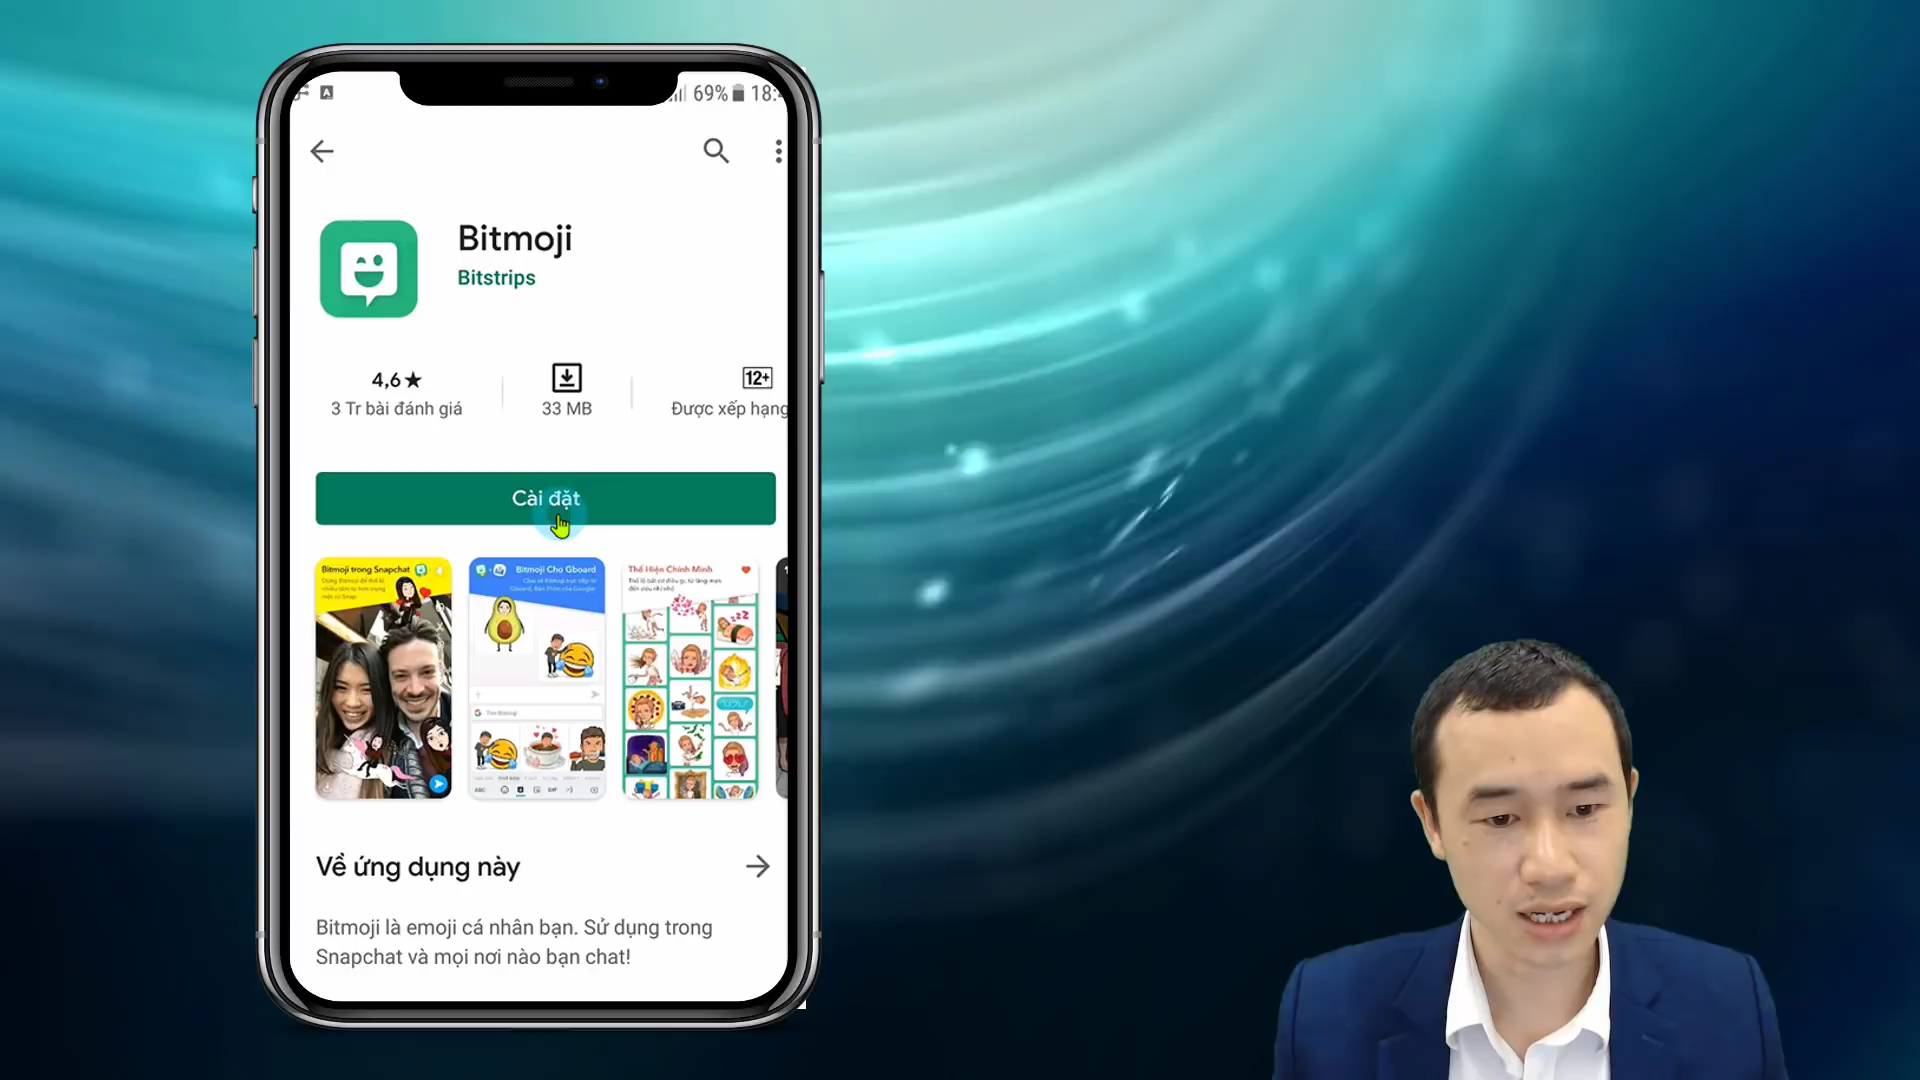 A
69% 18:
Bitmoji
Bitstrips
4,6★
3 Tr bài đánh giá
33 MB
12+
Được xếp hạng
Cài đặt
Bitmoji trong Snapchat
Bitmoji Cho Gboard
Thể Hiện Chính Mình
ABC
GIF
Về ứng dụng này
Bitmoji là emoji cá nhân bạn. Sử dụng trong
Snapchat và mọi nơi nào bạn chat!